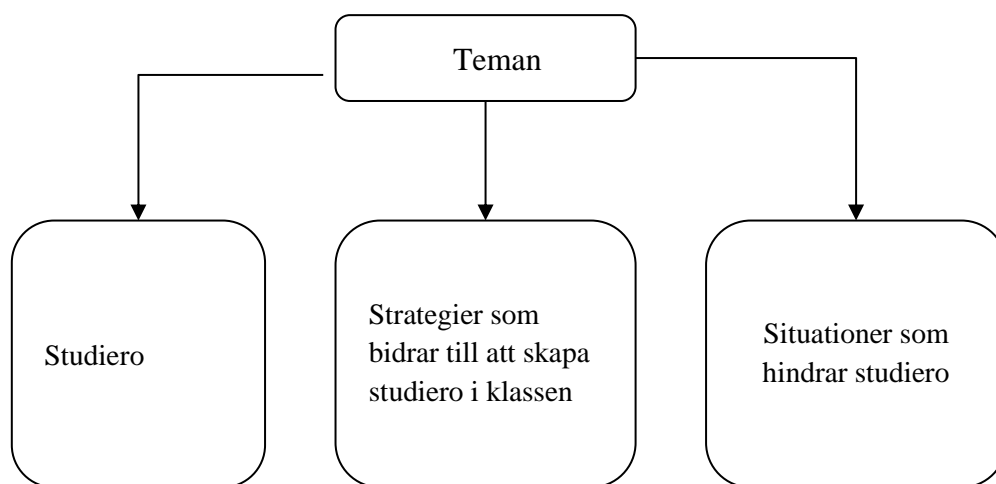 Teman
Studiero
Strategier som
bidrar till att skapa
studiero i klassen
Situationer som
hindrar studiero